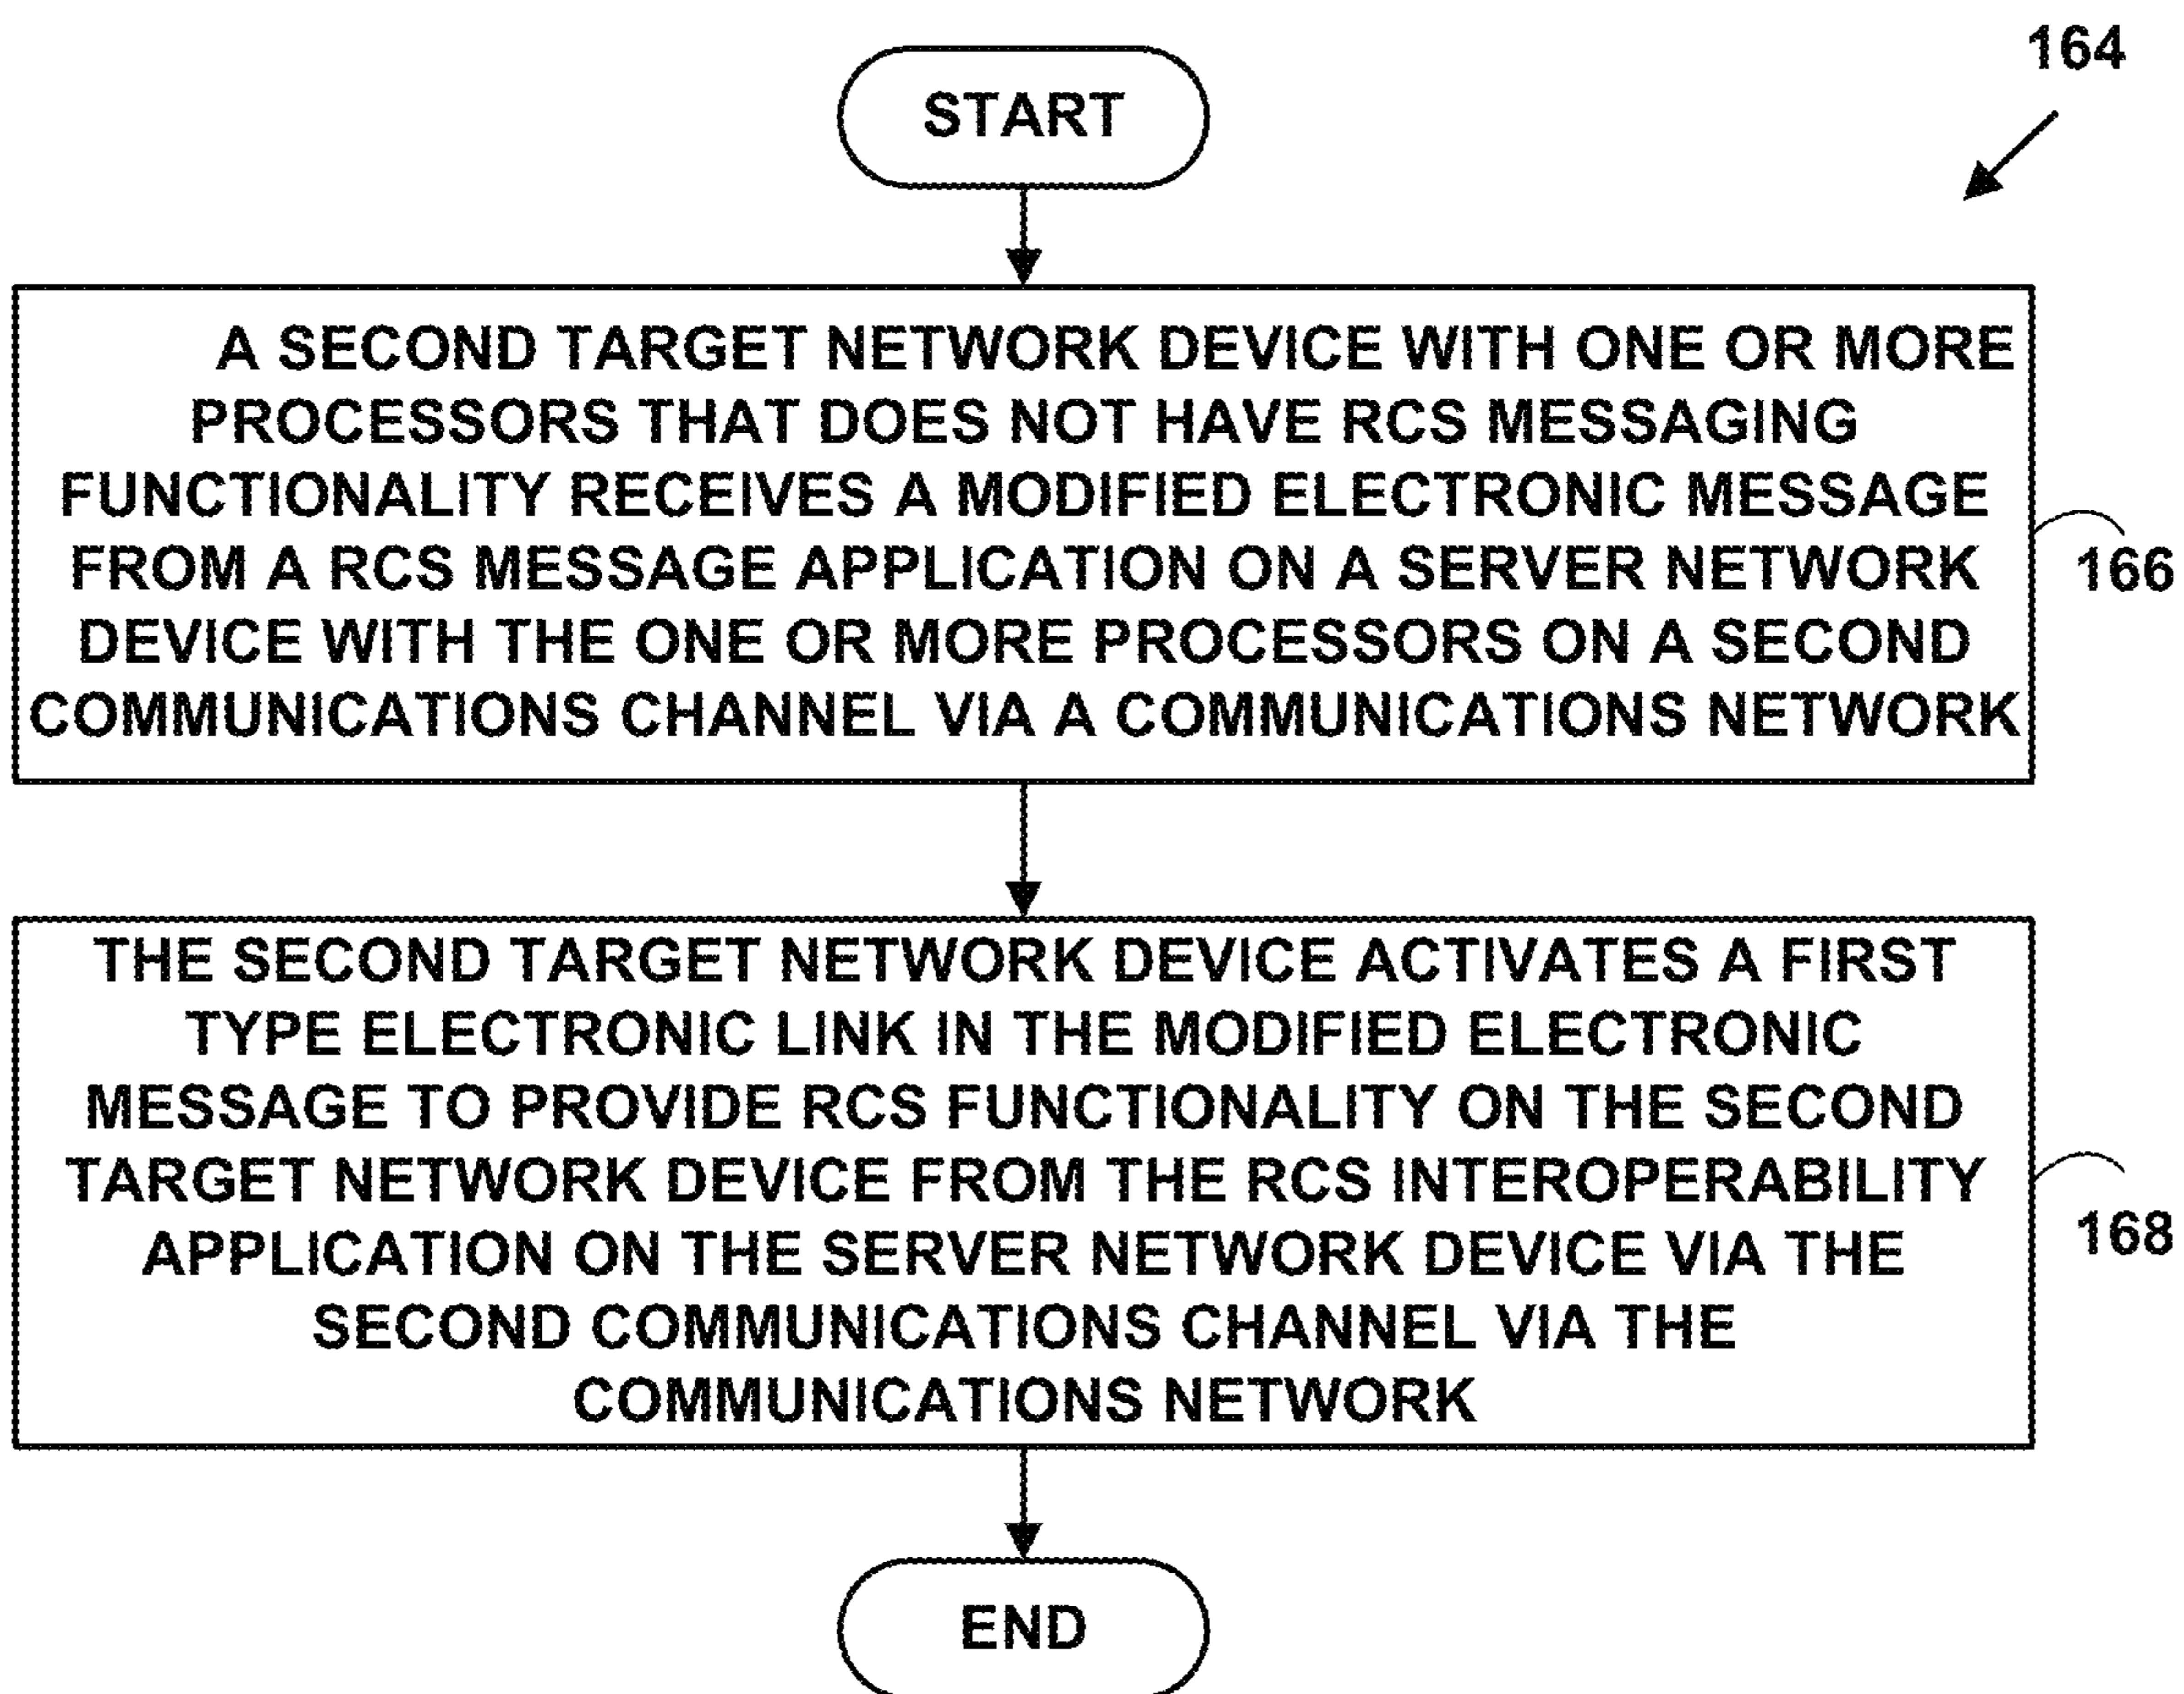 164
START
A SECOND TARGET NETWORK DEVICE WITH ONE OR MORE
PROCESSORS THAT DOES NOT HAVE RCS MESSAGING
FUNCTIONALITY RECEIVES A MODIFIED ELECTRONIC MESSAGE
FROM A RCS MESSAGE APPLICATION ON A SERVER NETWORK
DEVICE WITH THE ONE OR MORE PROCESSORS ON A SECOND
COMMUNICATIONS CHANNEL VIA A COMMUNICATIONS NETWORK
166
THE SECOND TARGET NETWORK DEVICE ACTIVATES A FIRST
TYPE ELECTRONIC LINK IN THE MODIFIED ELECTRONIC
MESSAGE TO PROVIDE RCS FUNCTIONALITY ON THE SECOND
TARGET NETWORK DEVICE FROM THE RCS INTEROPERABILITY
APPLICATION ON THE SERVER NETWORK DEVICE VIA THE
SECOND COMMUNICATIONS CHANNEL VIA THE
COMMUNICATIONS NETWORK
168
END